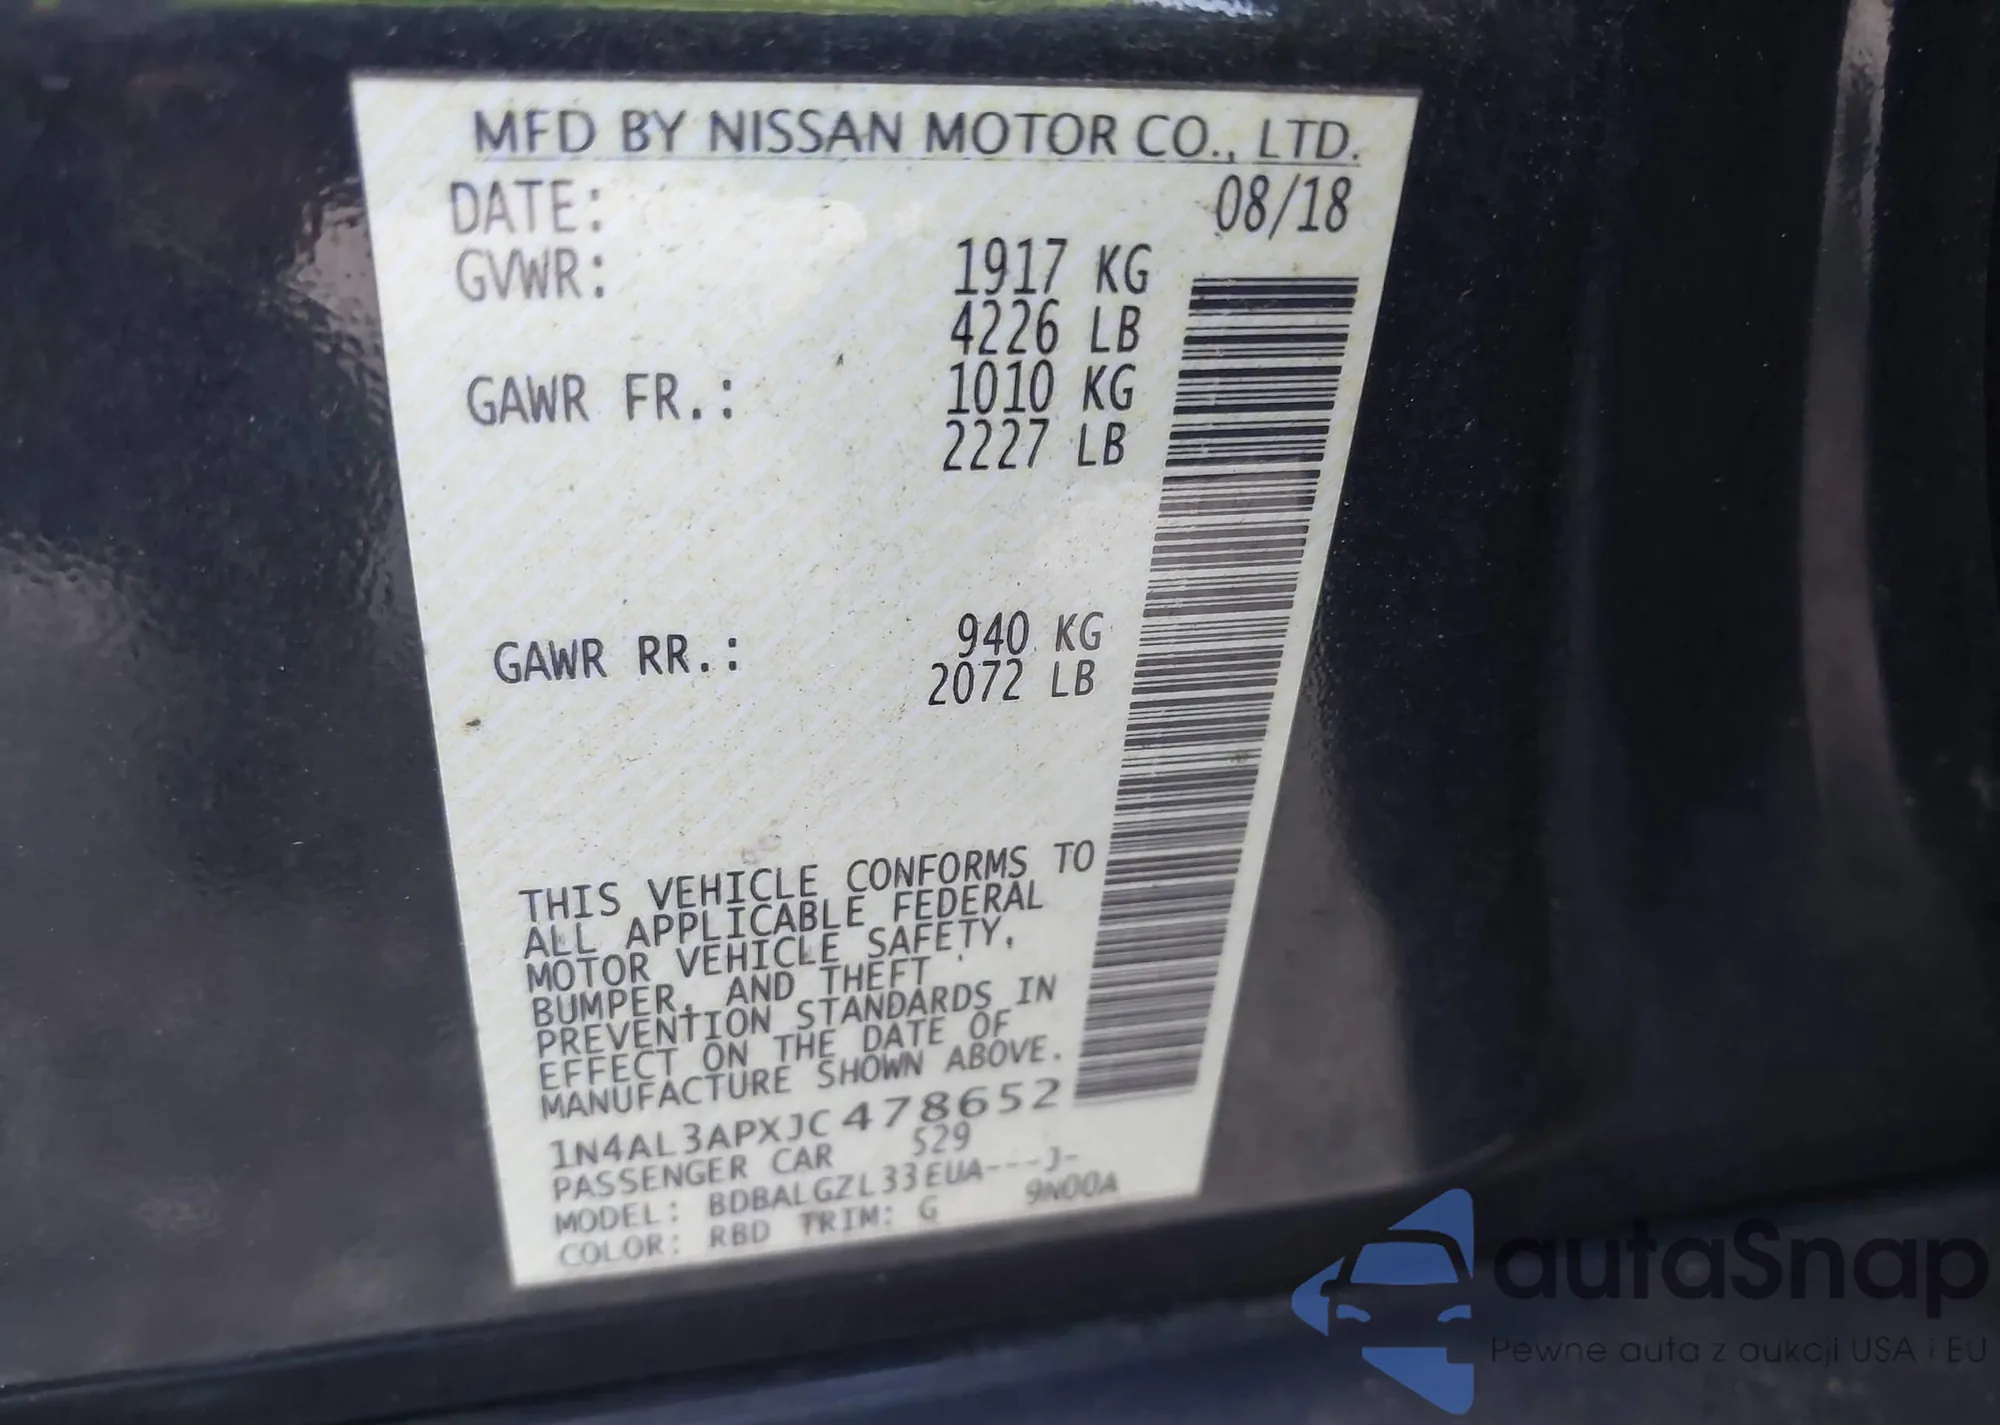 MFD BY NISSAN MOTOR CO., LTD.
DATE: 08/18
GVWR: 1917 KG
4226 LB
GAWR FR.: 1010 KG
2227 LB
GAWR RR.: 940 KG
2072 LB
THIS VEHICLE CONFORMS TO
ALL APPLICABLE FEDERAL
MOTOR VEHICLE SAFETY,
BUMPER, AND THEFT
PREVENTION STANDARDS IN
EFFECT ON THE DATE OF
MANUFACTURE SHOWN ABOVE.
1N4AL3APXJC478652
PASSENGER CAR 529
MODEL: BDBALGZL33EUA---J-
COLOR: RBD TRIM: G 9N00A
autaSnap
Pewne auta z aukcji USA i EU